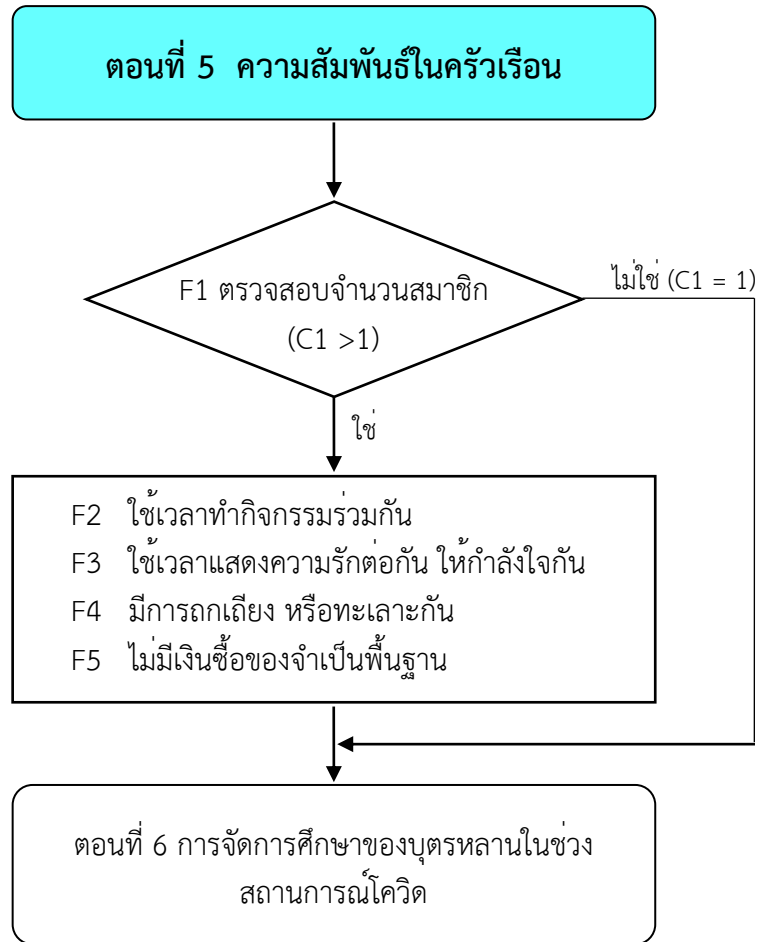 ตอนที่ 5 ความสัมพันธ์ในครัวเรือน
F1 ตรวจสอบจำนวนสมาชิก
(C1 >1)
ไม่ใช่ (C1 = 1)
ใช่
F2 ใช้เวลาทำกิจกรรมร่วมกัน
F3 ใช้เวลาแสดงความรักต่อกัน ให้กำลังใจกัน
F4 มีการถกเถียง หรือทะเลาะกัน
F5 ไม่มีเงินซื้อของจำเป็นพื้นฐาน
ตอนที่ 6 การจัดการศึกษาของบุตรหลานในช่วง
สถานการณ์โควิด